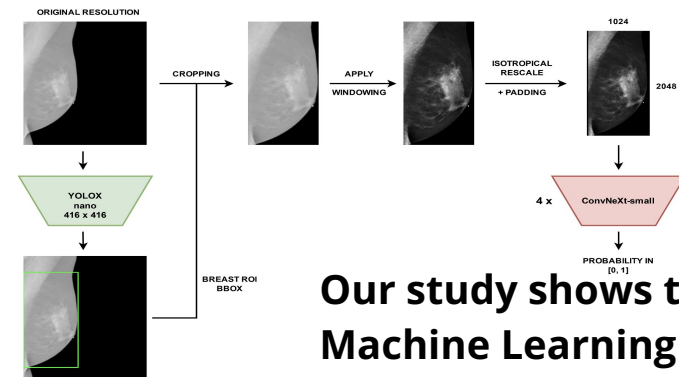 ORIGINAL RESOLUTION
CROPPING
APPLY
WINDOWING
ISOTROPICAL
RESCALE
+ PADDING
1024
2048
YOLOX
nano
416 x 416
4 x
ConvNeXt-small
PROBABILITY IN
[0, 1]
BREAST ROI
BBOX
Our study shows t
Machine Learning